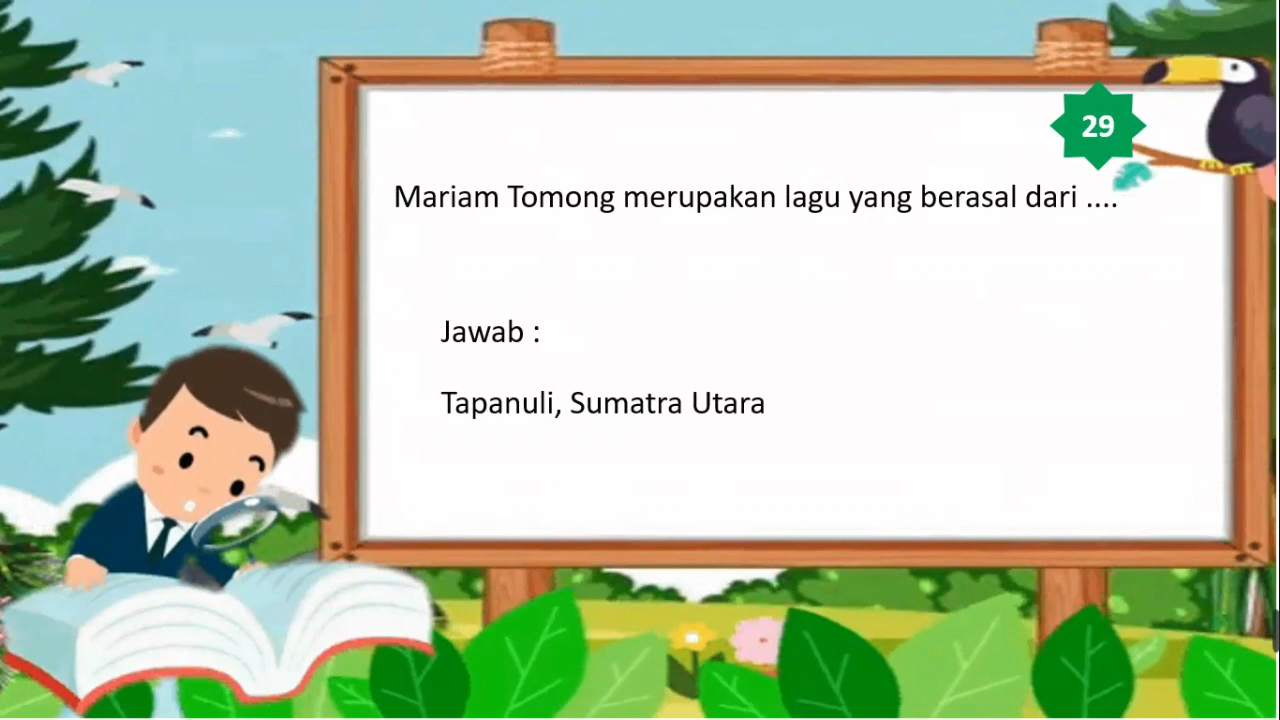 29
Mariam Tomong merupakan lagu yang berasal dari ....
Jawab :
Tapanuli, Sumatra Utara